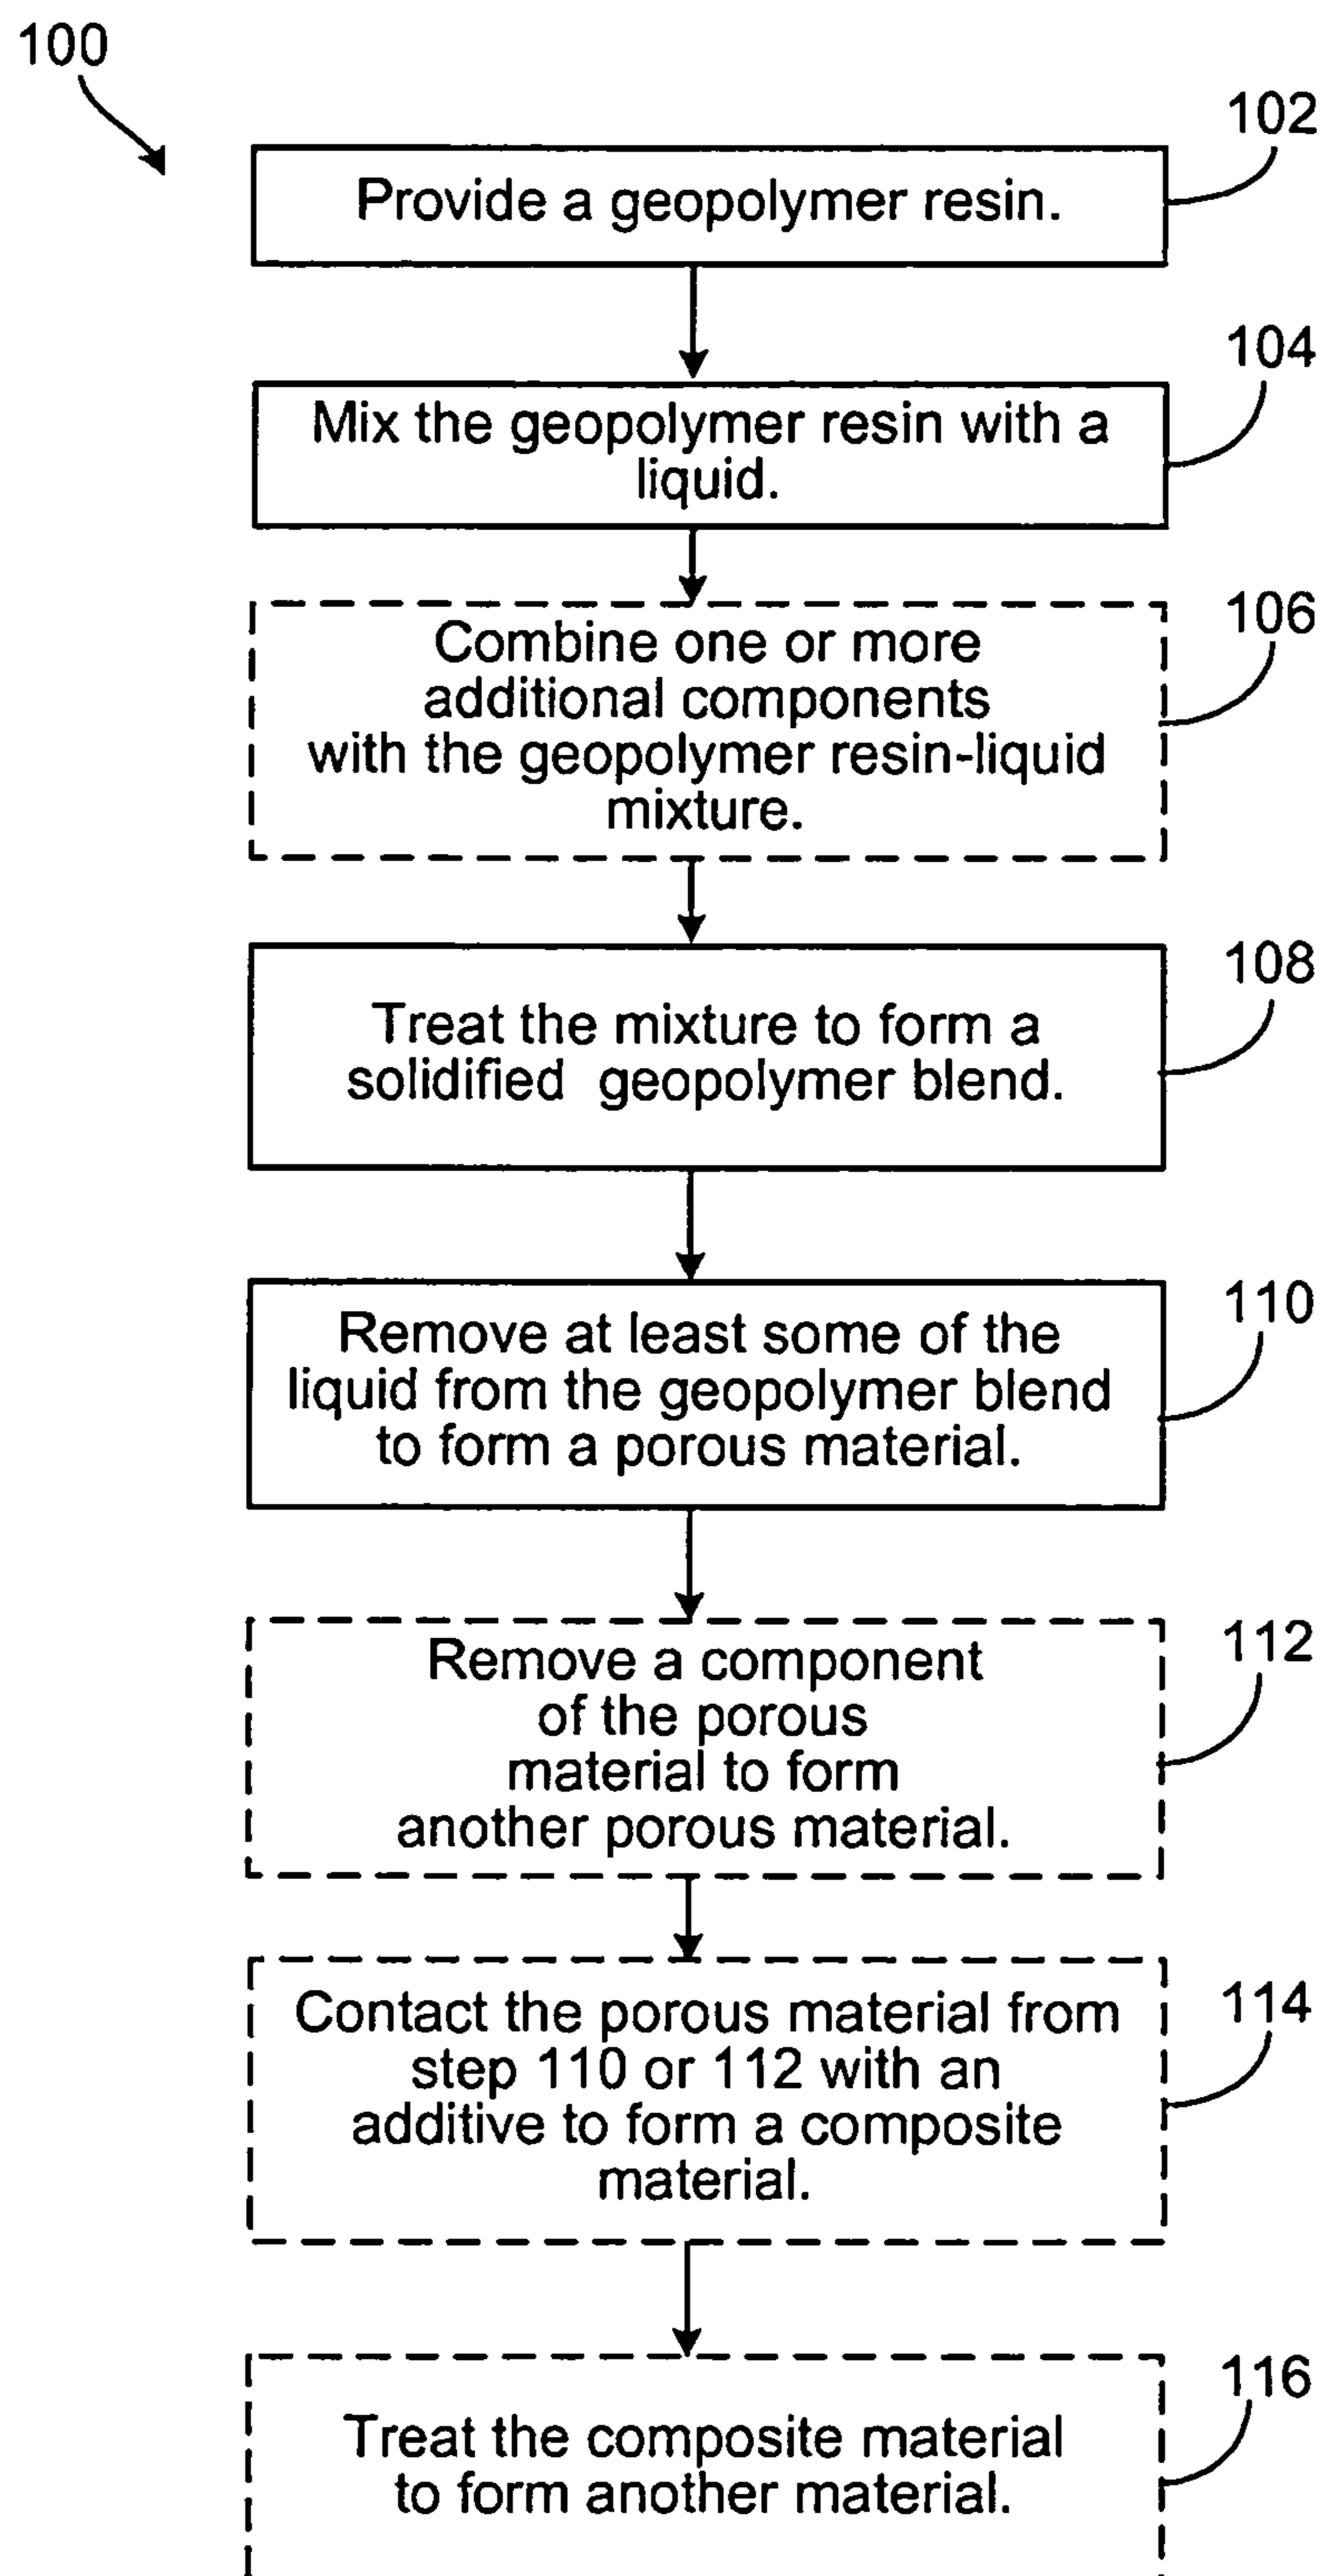 100
102
Provide a geopolymer resin.
104
Mix the geopolymer resin with a
liquid.
106
Combine one or more
additional components
with the geopolymer resin-liquid
mixture.
108
Treat the mixture to form a
solidified geopolymer blend.
110
Remove at least some of the
liquid from the geopolymer blend
to form a porous material.
112
Remove a component
of the porous
material to form
another porous material.
114
Contact the porous material from
step 110 or 112 with an
additive to form a composite
material.
116
Treat the composite material
to form another material.